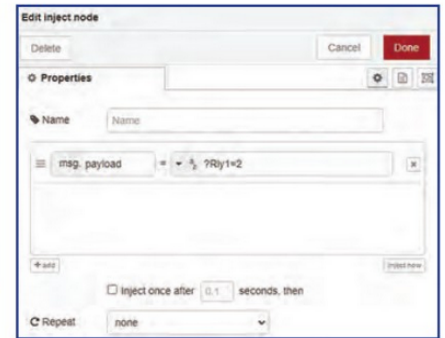 Edit inject node
Delete Cancel Done
Properties
Name Name
msg. payload = ?Rly1=2
+ add inject now
Inject once after 0.1 seconds, then
Repeat none